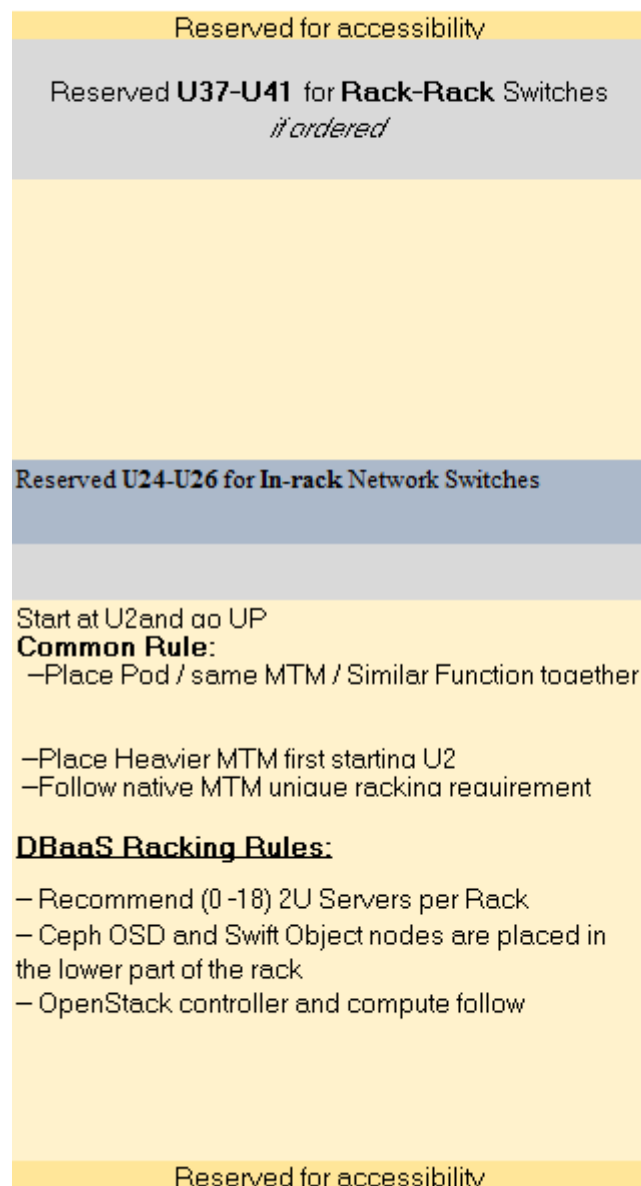 Reserved for accessibility
Reserved U37-U41 for Rack-Rack Switches
if ordered
Reserved U24-U26 for In-rack Network Switches
Start at U2and go UP
Common Rule:
–Place Pod / same MTM / Similar Function together
–Place Heavier MTM first starting U2
–Follow native MTM unique racking requirement
DBaaS Racking Rules:
– Recommend (0 -18) 2U Servers per Rack
– Ceph OSD and Swift Object nodes are placed in
the lower part of the rack
– OpenStack controller and compute follow
Reserved for accessibility